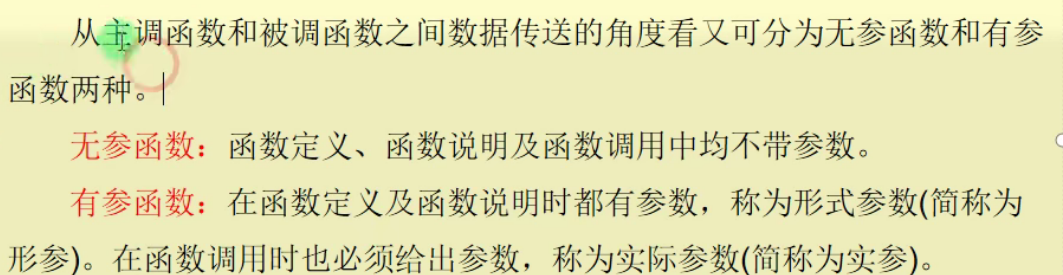 从主调函数和被调函数之间数据传送的角度看又可分为无参函数和有参
函数两种。
无参函数：函数定义、函数说明及函数调用中均不带参数。
有参函数：在函数定义及函数说明时都有参数，称为形式参数(简称为
形参)。在函数调用时也必须给出参数，称为实际参数(简称为实参)。